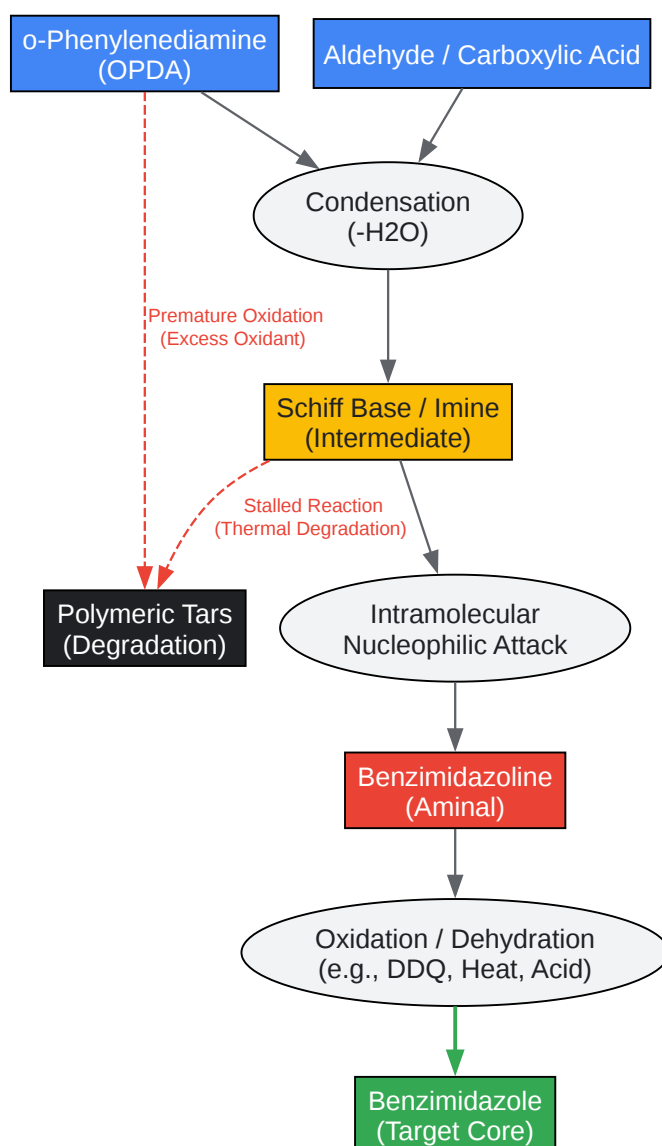 o-Phenylenediamine
(OPDA)
Aldehyde / Carboxylic Acid
Condensation
(-H2O)
Premature Oxidation
(Excess Oxidant)
Schiff Base / Imine
(Intermediate)
Stalled Reaction
(Thermal Degradation)
Polymeric Tars
(Degradation)
Intramolecular
Nucleophilic Attack
Benzimidazoline
(Aminal)
Oxidation / Dehydration
(e.g., DDQ, Heat, Acid)
Benzimidazole
(Target Core)